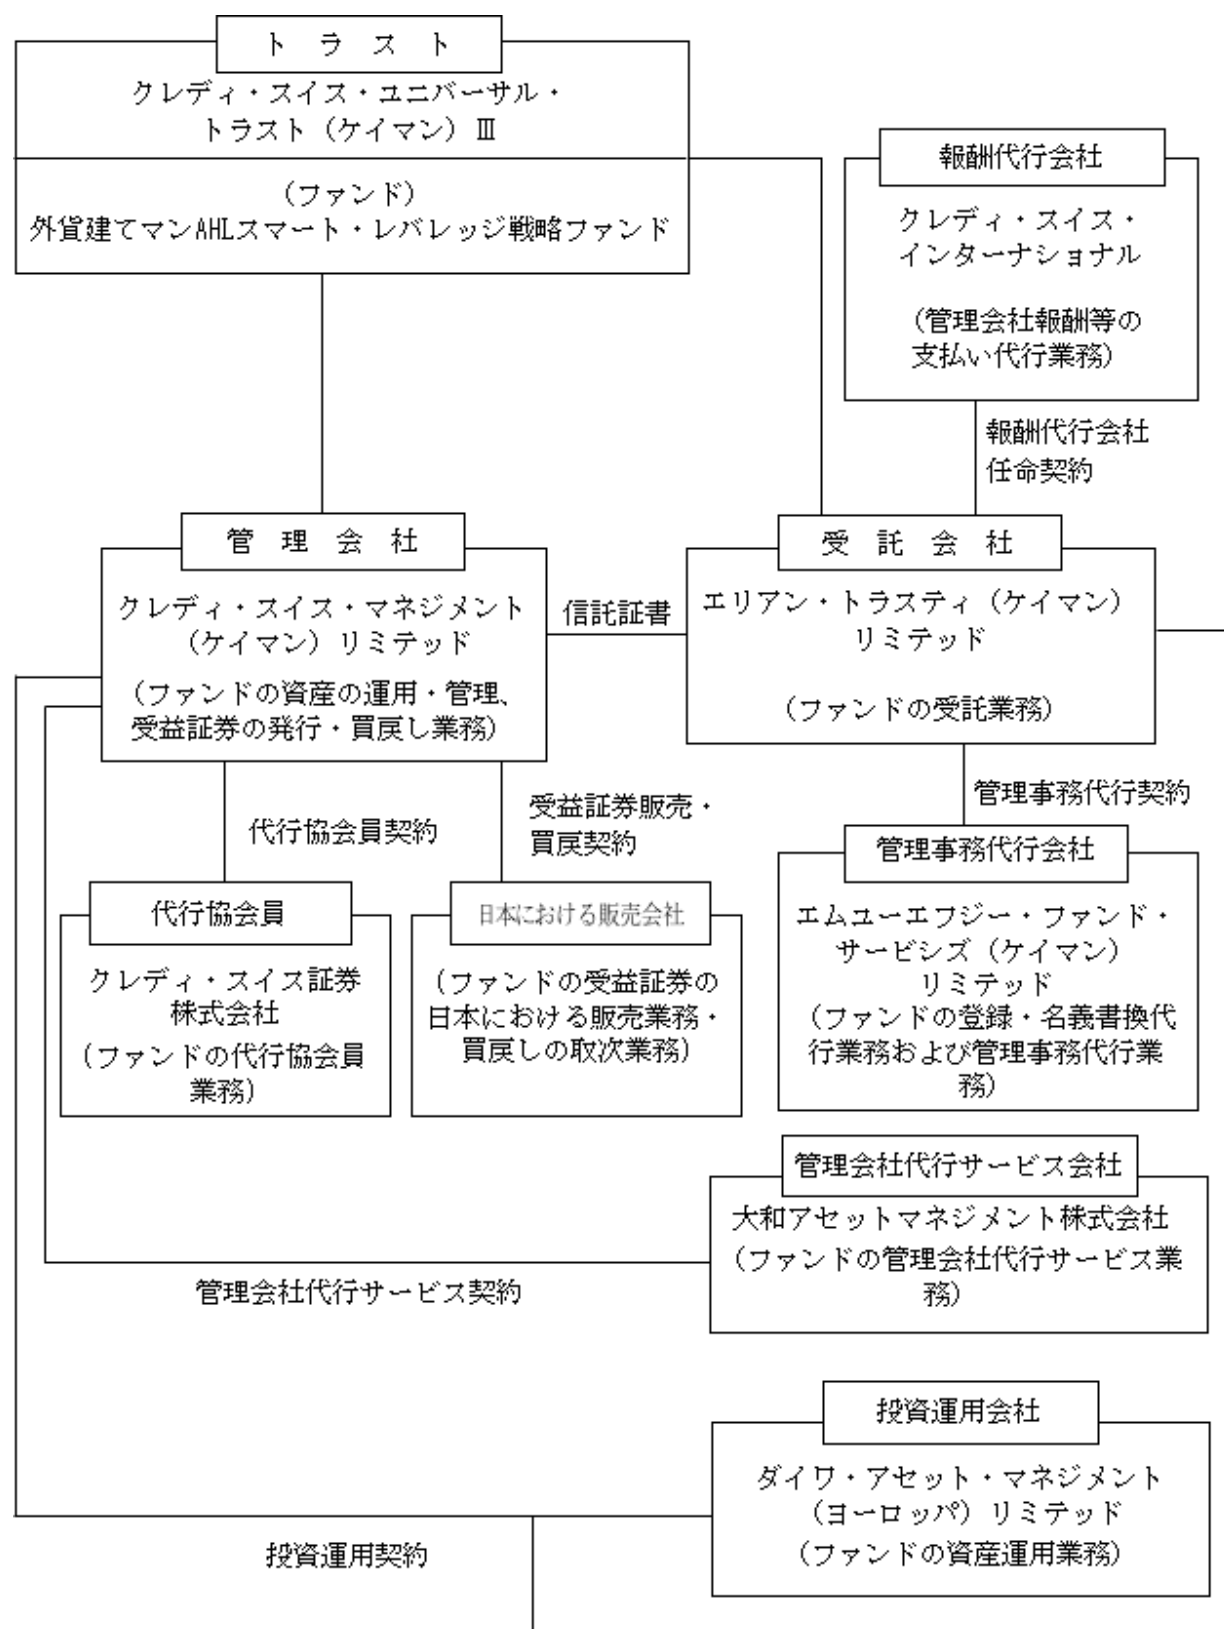 トラスト
クレディ・スイス・ユニバーサル・
トラスト（ケイマン）Ⅲ
（ファンド）
外貨建てマンAHLスマート・レバレッジ戦略ファンド
報酬代行会社
クレディ・スイス・
インターナショナル
（管理会社報酬等の
支払い代行業務）
報酬代行会社
任命契約
管理会社
クレディ・スイス・マネジメント
（ケイマン）リミテッド
（ファンドの資産の運用・管理、
受益証券の発行・買戻し業務）
信託証書
受託会社
エリアン・トラスティ（ケイマン）
リミテッド
（ファンドの受託業務）
代行協会員契約
受益証券販売・
買戻契約
管理事務代行契約
代行協会員
クレディ・スイス証券
株式会社
（ファンドの代行協会員
業務）
日本における販売会社
（ファンドの受益証券の
日本における販売業務・
買戻しの取次業務）
管理事務代行会社
エムユーエフジー・ファンド・
サービシズ（ケイマン）
リミテッド
（ファンドの登録・名義書換代
行業務および管理事務代行業
務）
管理会社代行サービス会社
大和アセットマネジメント株式会社
（ファンドの管理会社代行サービス業
務）
管理会社代行サービス契約
投資運用会社
ダイワ・アセット・マネジメント
（ヨーロッパ）リミテッド
（ファンドの資産運用業務）
投資運用契約